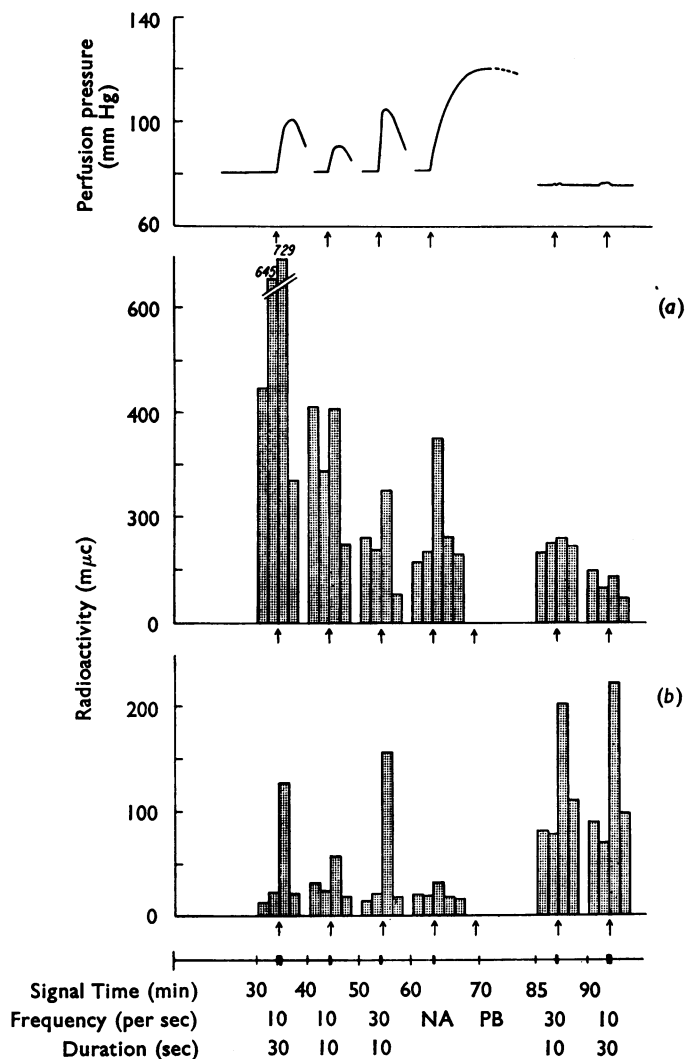 140
100
60
Perfusion pressure
(mm Hg)
729
645
(a)
600
400
300
0
Radioactivity (mµc)
(b)
200
100
0
Signal Time (min) 30 40 50 60 70 85 90
Frequency (per sec) 10 10 30 NA PB 30 10
Duration (sec) 30 10 10 10 30